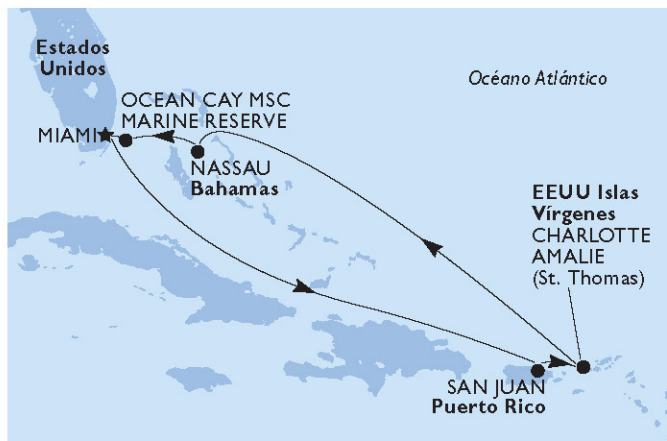 Estados
Unidos
Océano Atlántico
OCEAN CAY MSC
MARINE RESERVE
MIAMI
NASSAU
Bahamas
EEUU Islas
Vírgenes
CHARLOTTE
AMALIE
(St. Thomas)
SAN JUAN
Puerto Rico